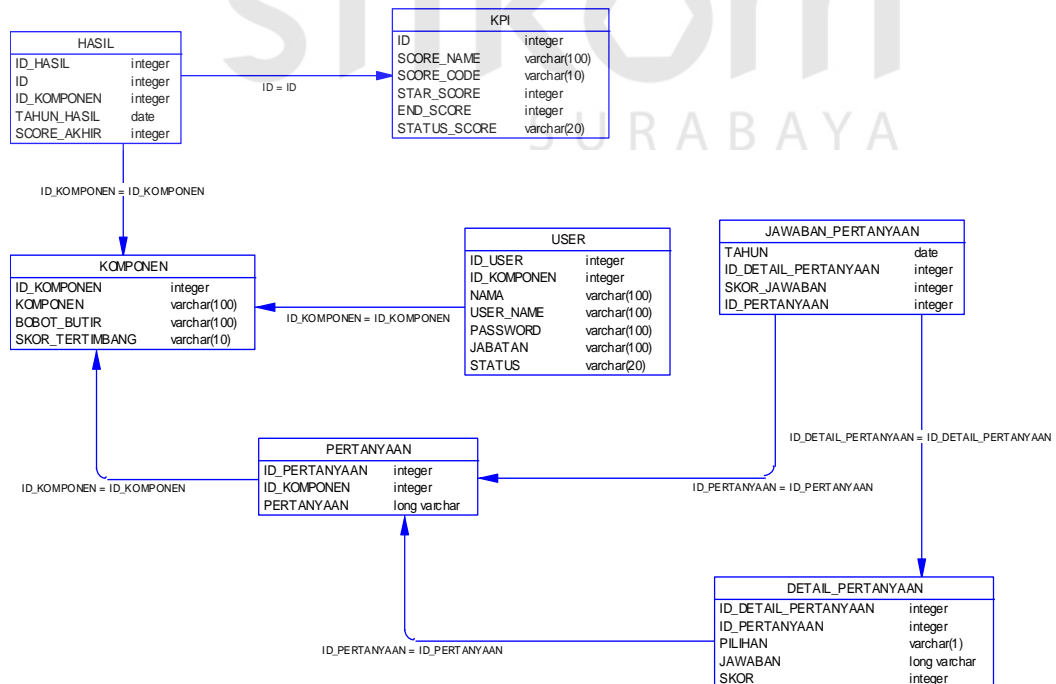 stikom
SURABAYA
KPI
ID integer
SCORE_NAME varchar(100)
SCORE_CODE varchar(10)
STAR_SCORE integer
END_SCORE integer
STATUS_SCORE varchar(20)
HASIL
ID_HASIL integer
ID integer
ID_KOMPONEN integer
TAHUN_HASIL date
SCORE_AKHIR integer
ID = ID
ID_KOMPONEN = ID_KOMPONEN
KOMPONEN
ID_KOMPONEN integer
KOMPONEN varchar(100)
BOBOT_BUTIR varchar(100)
SKOR_TERTIMBANG varchar(10)
ID_KOMPONEN = ID_KOMPONEN
USER
ID_USER integer
ID_KOMPONEN integer
NAMA varchar(100)
USER_NAME varchar(100)
PASSWORD varchar(100)
JABATAN varchar(100)
STATUS varchar(20)
JAWABAN_PERTANYAAN
TAHUN date
ID_DETAIL_PERTANYAAN integer
SKOR_JAWABAN integer
ID_PERTANYAAN integer
ID_DETAIL_PERTANYAAN = ID_DETAIL_PERTANYAAN
PERTANYAAN
ID_PERTANYAAN integer
ID_KOMPONEN integer
PERTANYAAN long varchar
ID_KOMPONEN = ID_KOMPONEN
ID_PERTANYAAN = ID_PERTANYAAN
DETAIL_PERTANYAAN
ID_DETAIL_PERTANYAAN integer
ID_PERTANYAAN integer
PILIHAN varchar(1)
JAWABAN long varchar
SKOR integer
ID_PERTANYAAN = ID_PERTANYAAN